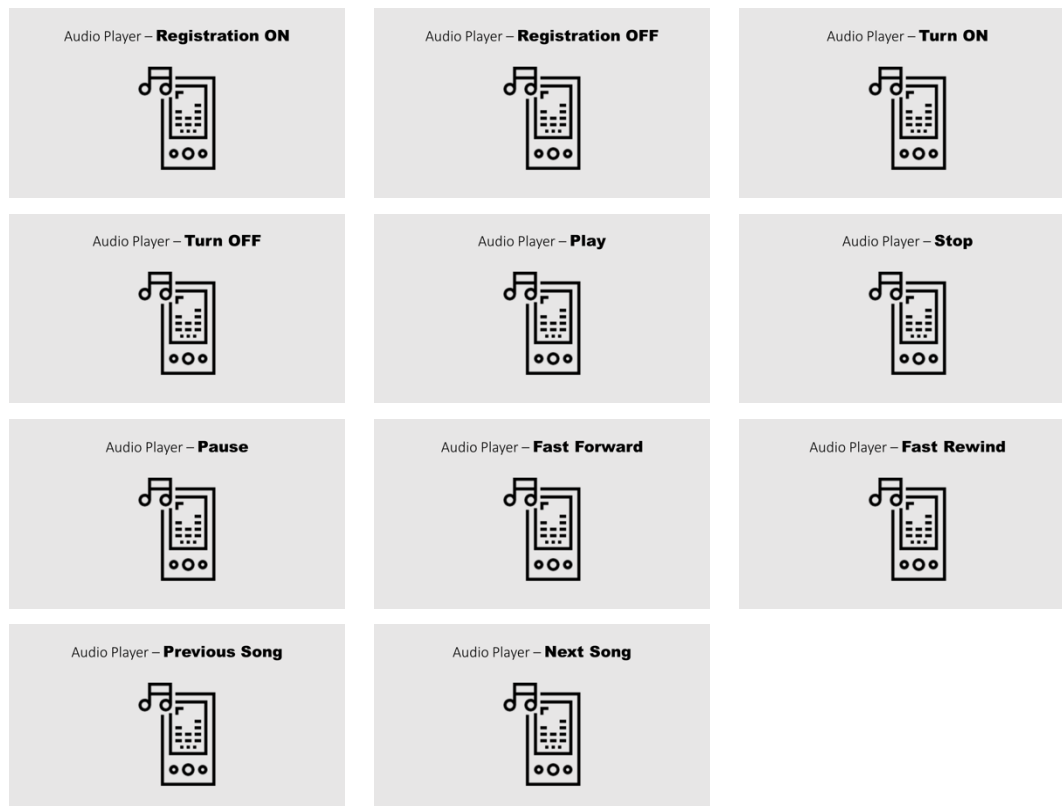 Audio Player – Registration ON
Audio Player – Registration OFF
Audio Player – Turn ON
Audio Player – Turn OFF
Audio Player – Play
Audio Player – Stop
Audio Player – Pause
Audio Player – Fast Forward
Audio Player – Fast Rewind
Audio Player – Previous Song
Audio Player – Next Song